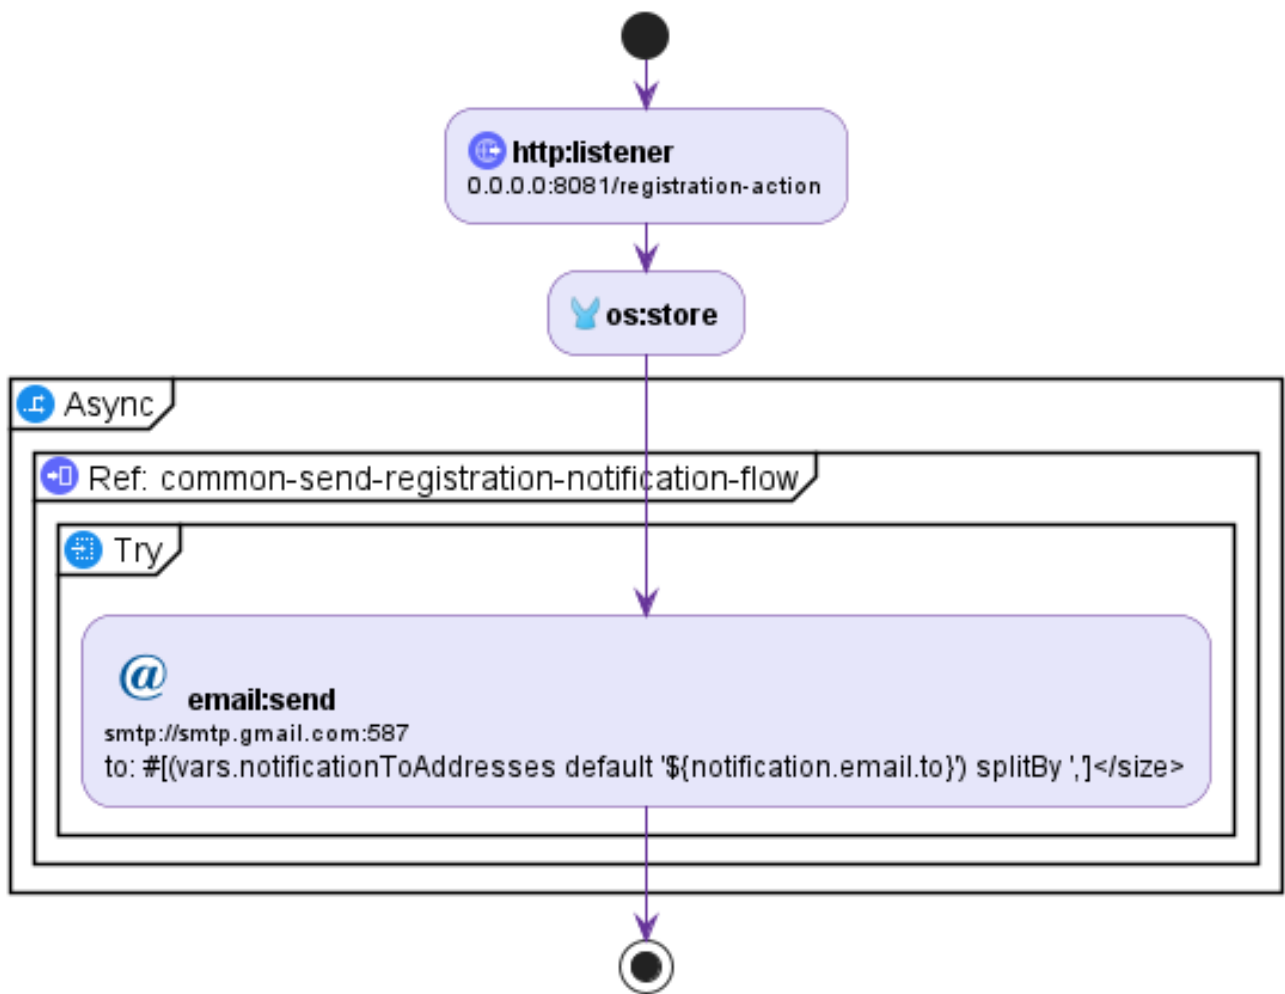 http:listener
0.0.0.0:8081/registration-action
os:store
Async
Ref: common-send-registration-notification-flow
Try
@
email:send
smtp://smtp.gmail.com:587
to: #[(vars.notificationToAddresses default '${notification.email.to}') splitBy ',']</size>